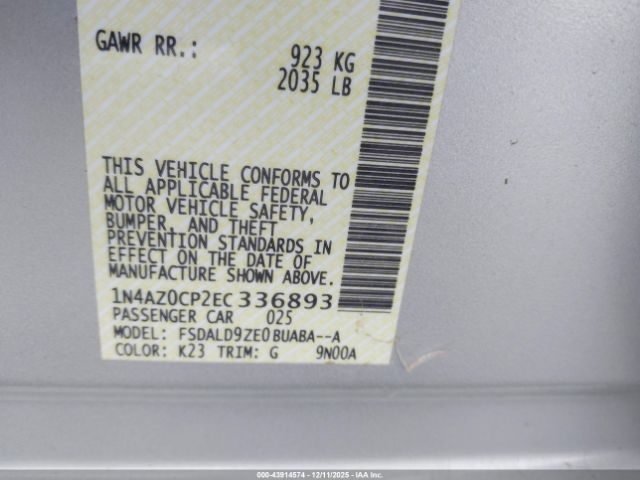 GAWR RR.: 923 KG
2035 LB
THIS VEHICLE CONFORMS TO
ALL APPLICABLE FEDERAL
MOTOR VEHICLE SAFETY,
BUMPER, AND THEFT
PREVENTION STANDARDS IN
EFFECT ON THE DATE OF
MANUFACTURE SHOWN ABOVE.
1N4AZ0CP2EC336893
PASSENGER CAR 025
MODEL: FSDALD9ZE0BUABA--A
COLOR: K23 TRIM: G 9N00A
000-43914574 | 12/11/2025 - IAA Inc.